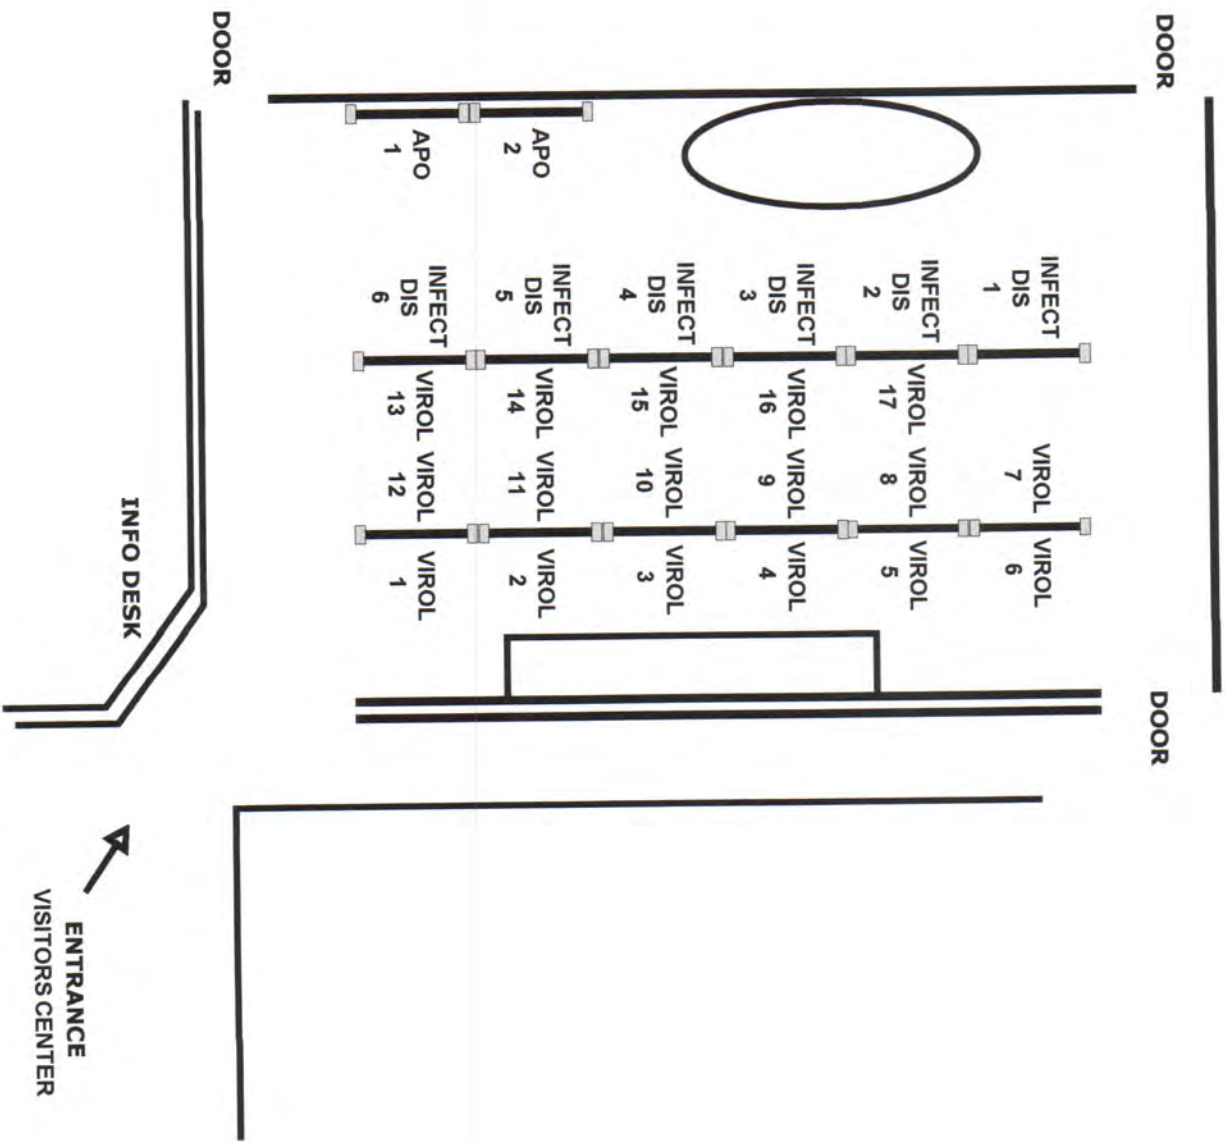 DOOR
DOOR
INFECT
DIS
1
VIROL
7
VIROL
6
INFECT
DIS
2
VIROL
17
VIROL
8
VIROL
5
INFECT
DIS
3
VIROL
16
VIROL
9
VIROL
4
INFECT
DIS
4
VIROL
15
VIROL
10
VIROL
3
APO
2
INFECT
DIS
5
VIROL
14
VIROL
11
VIROL
2
APO
1
INFECT
DIS
6
VIROL
13
VIROL
12
VIROL
1
DOOR
INFO DESK
ENTRANCE
VISITORS CENTER